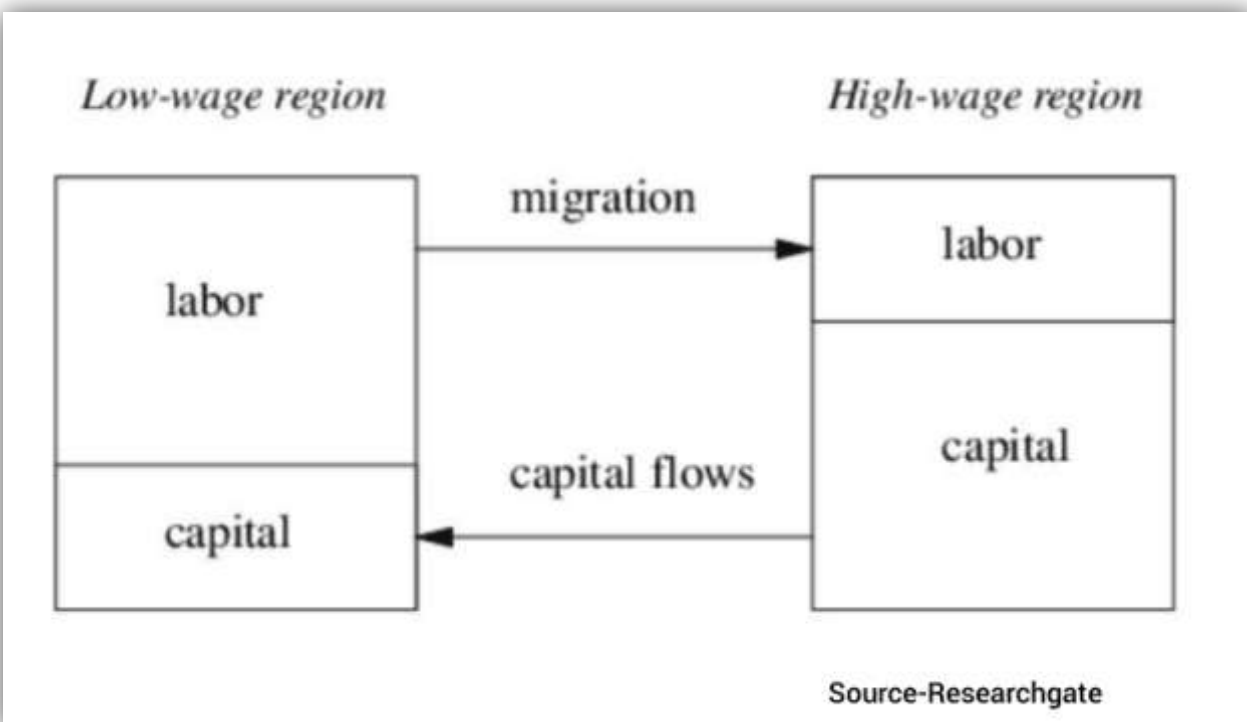 Low-wage region
High-wage region
migration
labor
labor
capital
capital flows
capital
Source-Researchgate